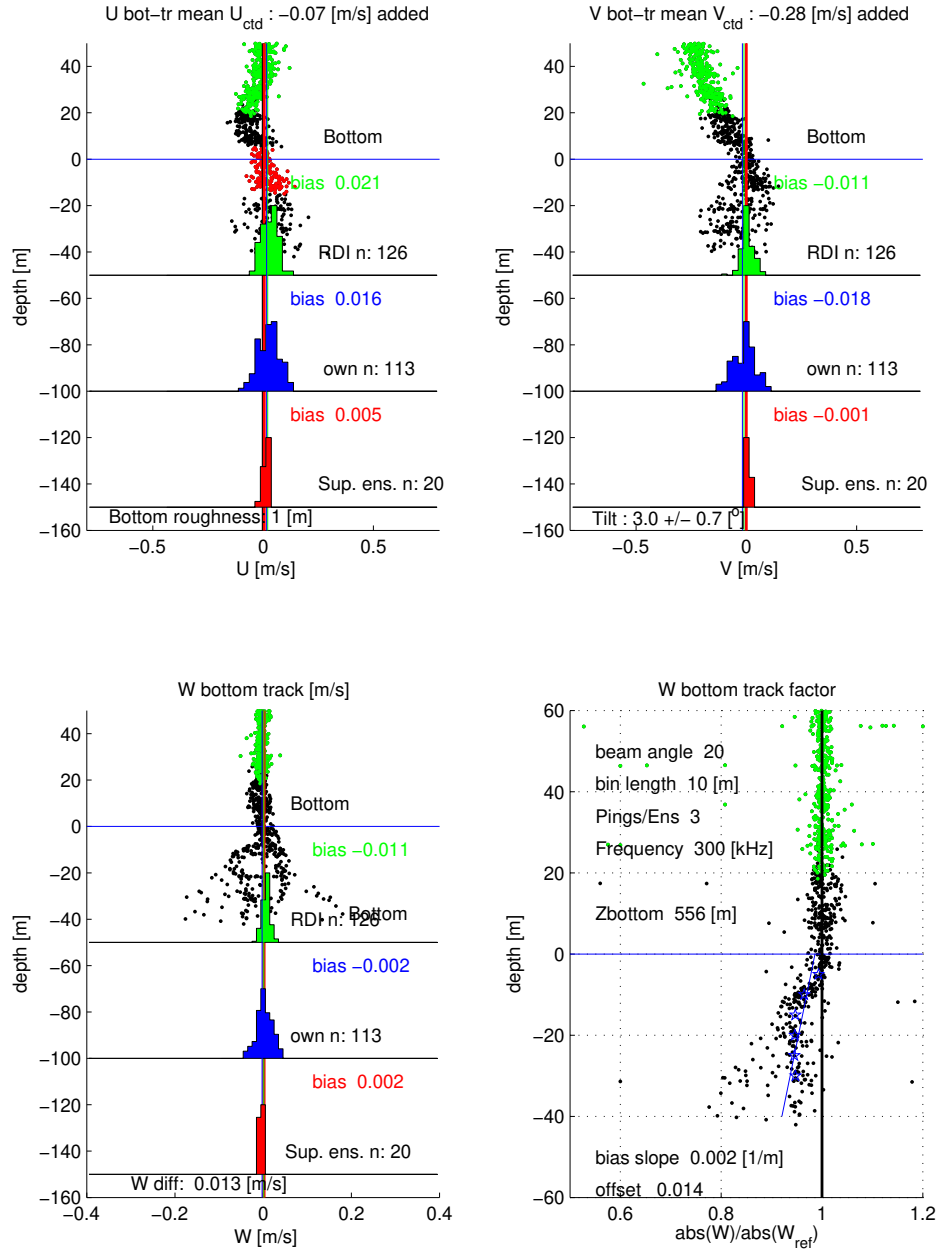 U bot-tr mean U_ctd : −0.07 [m/s] added
40
20
0
−20
−40
−60
−80
−100
−120
−140
−160
depth [m]
Bottom
bias 0.021
RDI n: 126
bias 0.016
own n: 113
bias 0.005
Sup. ens. n: 20
Bottom roughness: 1 [m]
−0.5 0 0.5
U [m/s]
V bot-tr mean V_ctd : −0.28 [m/s] added
40
20
0
−20
−40
−60
−80
−100
−120
−140
−160
depth [m]
Bottom
bias −0.011
RDI n: 126
bias −0.018
own n: 113
bias −0.001
Sup. ens. n: 20
Tilt : 3.0 +/− 0.7 [o]
−0.5 0 0.5
V [m/s]
W bottom track [m/s]
40
20
0
−20
−40
−60
−80
−100
−120
−140
−160
depth [m]
Bottom
bias −0.011
Bottom
RDI n: 126
bias −0.002
own n: 113
bias 0.002
Sup. ens. n: 20
W diff: 0.013 [m/s]
−0.4 −0.2 0 0.2 0.4
W [m/s]
W bottom track factor
60
40
20
0
−20
−40
−60
depth [m]
beam angle 20
bin length 10 [m]
Pings/Ens 3
Frequency 300 [kHz]
Zbottom 556 [m]
bias slope 0.002 [1/m]
offset 0.014
0.6 0.8 1 1.2
abs(W)/abs(W_ref)